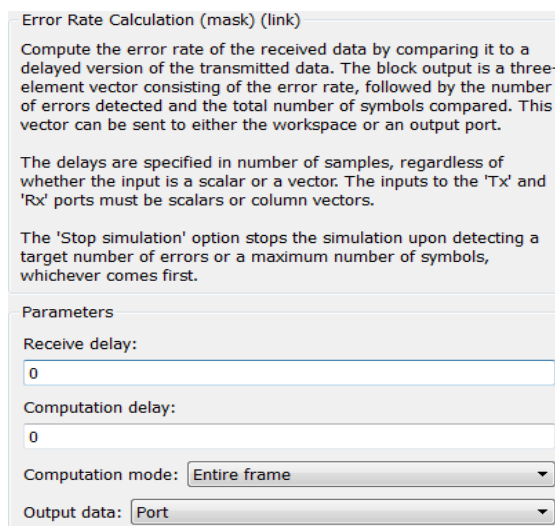 Error Rate Calculation (mask) (link)
Compute the error rate of the received data by comparing it to a
delayed version of the transmitted data. The block output is a three-
element vector consisting of the error rate, followed by the number
of errors detected and the total number of symbols compared. This
vector can be sent to either the workspace or an output port.
The delays are specified in number of samples, regardless of
whether the input is a scalar or a vector. The inputs to the 'Tx' and
'Rx' ports must be scalars or column vectors.
The 'Stop simulation' option stops the simulation upon detecting a
target number of errors or a maximum number of symbols,
whichever comes first.
Parameters
Receive delay:
0
Computation delay:
0
Computation mode: Entire frame
Output data: Port